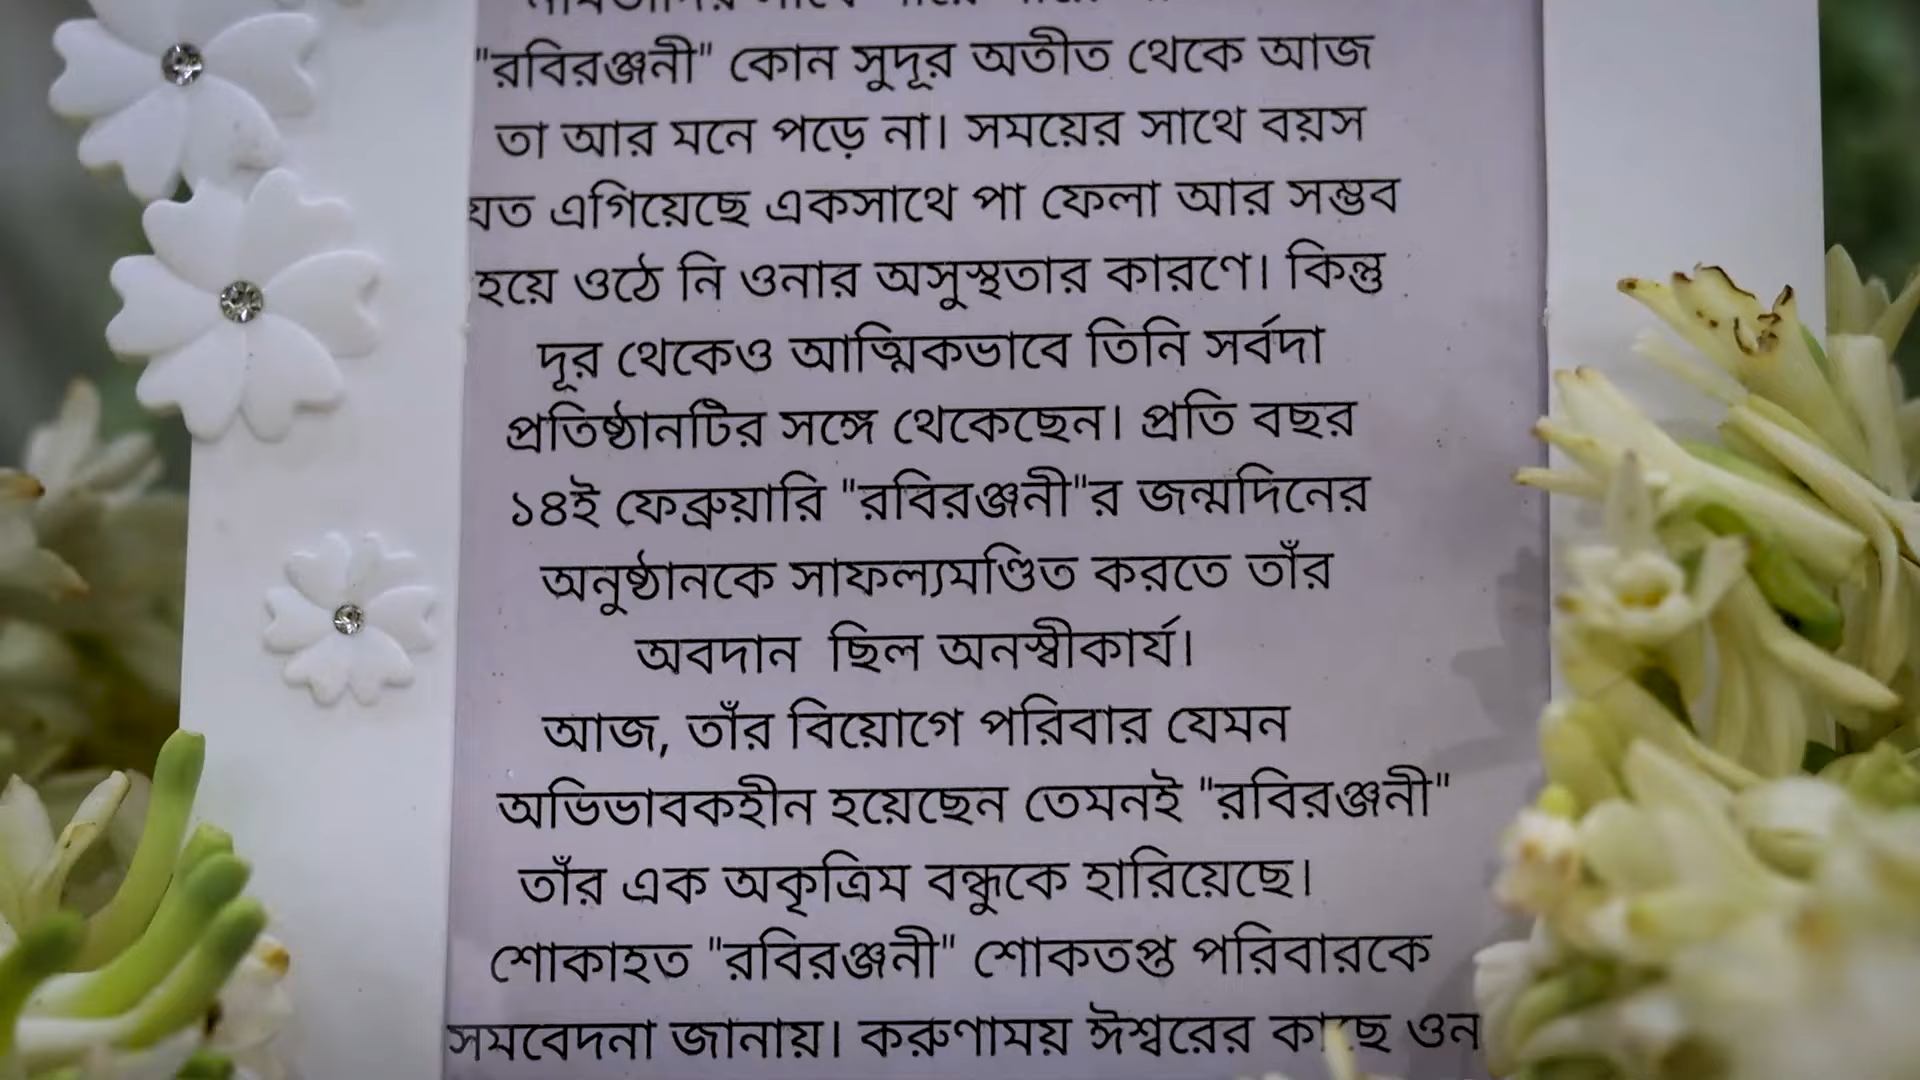 "রবিরঞ্জনী" কোন সুদূর অতীত থেকে আজ
তা আর মনে পড়ে না। সময়ের সাথে বয়স
যত এগিয়েছে একসাথে পা ফেলা আর সম্ভব
হয়ে ওঠে নি ওনার অসুস্থতার কারণে। কিন্তু
দূর থেকেও আত্মিকভাবে তিনি সর্বদা
প্রতিষ্ঠানটির সঙ্গে থেকেছেন। প্রতি বছর
১৪ই ফেব্রুয়ারি "রবিরঞ্জনী"র জন্মদিনের
অনুষ্ঠানকে সাফল্যমণ্ডিত করতে তাঁর
অবদান ছিল অনস্বীকার্য।
আজ, তাঁর বিয়োগে পরিবার যেমন
অভিভাবকহীন হয়েছেন তেমনই "রবিরঞ্জনী"
তাঁর এক অকৃত্রিম বন্ধুকে হারিয়েছে।
শোকাহত "রবিরঞ্জনী" শোকতপ্ত পরিবারকে
সমবেদনা জানায়। করুণাময় ঈশ্বরের কাছে